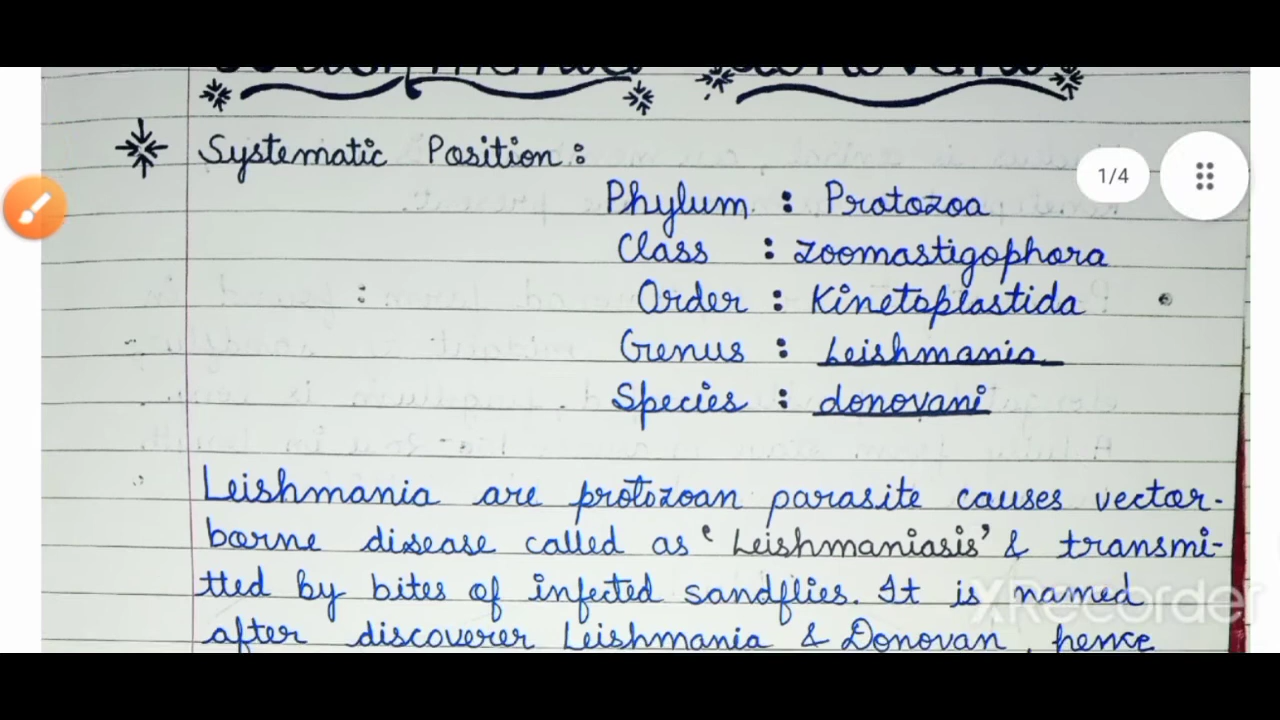 Systematic Position :
1/4
Phylum : Protozoa
Class : Zoomastigophora
Order : Kinetoplastida
Genus : Leishmania
Species : donovani
Leishmania are protozoan parasite causes vector-
borne disease called as 'Leishmaniasis' & transmi-
tted by bites of infected sandflies. It is named
after discoverer Leishmania & Donovan, hence
XRecorder